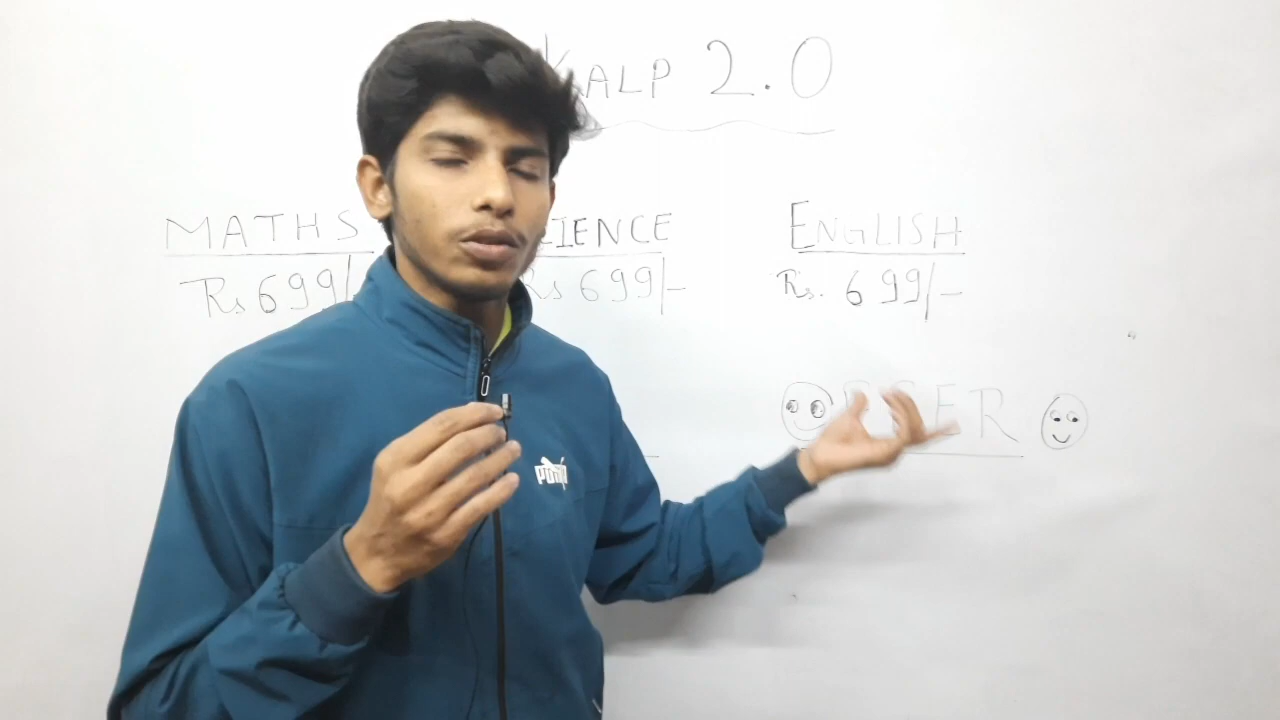 KALP 2.0
MATHS
IENCE
ENGLISH
Rs 699/-
Rs 699/-
Rs. 699/-
PUMA